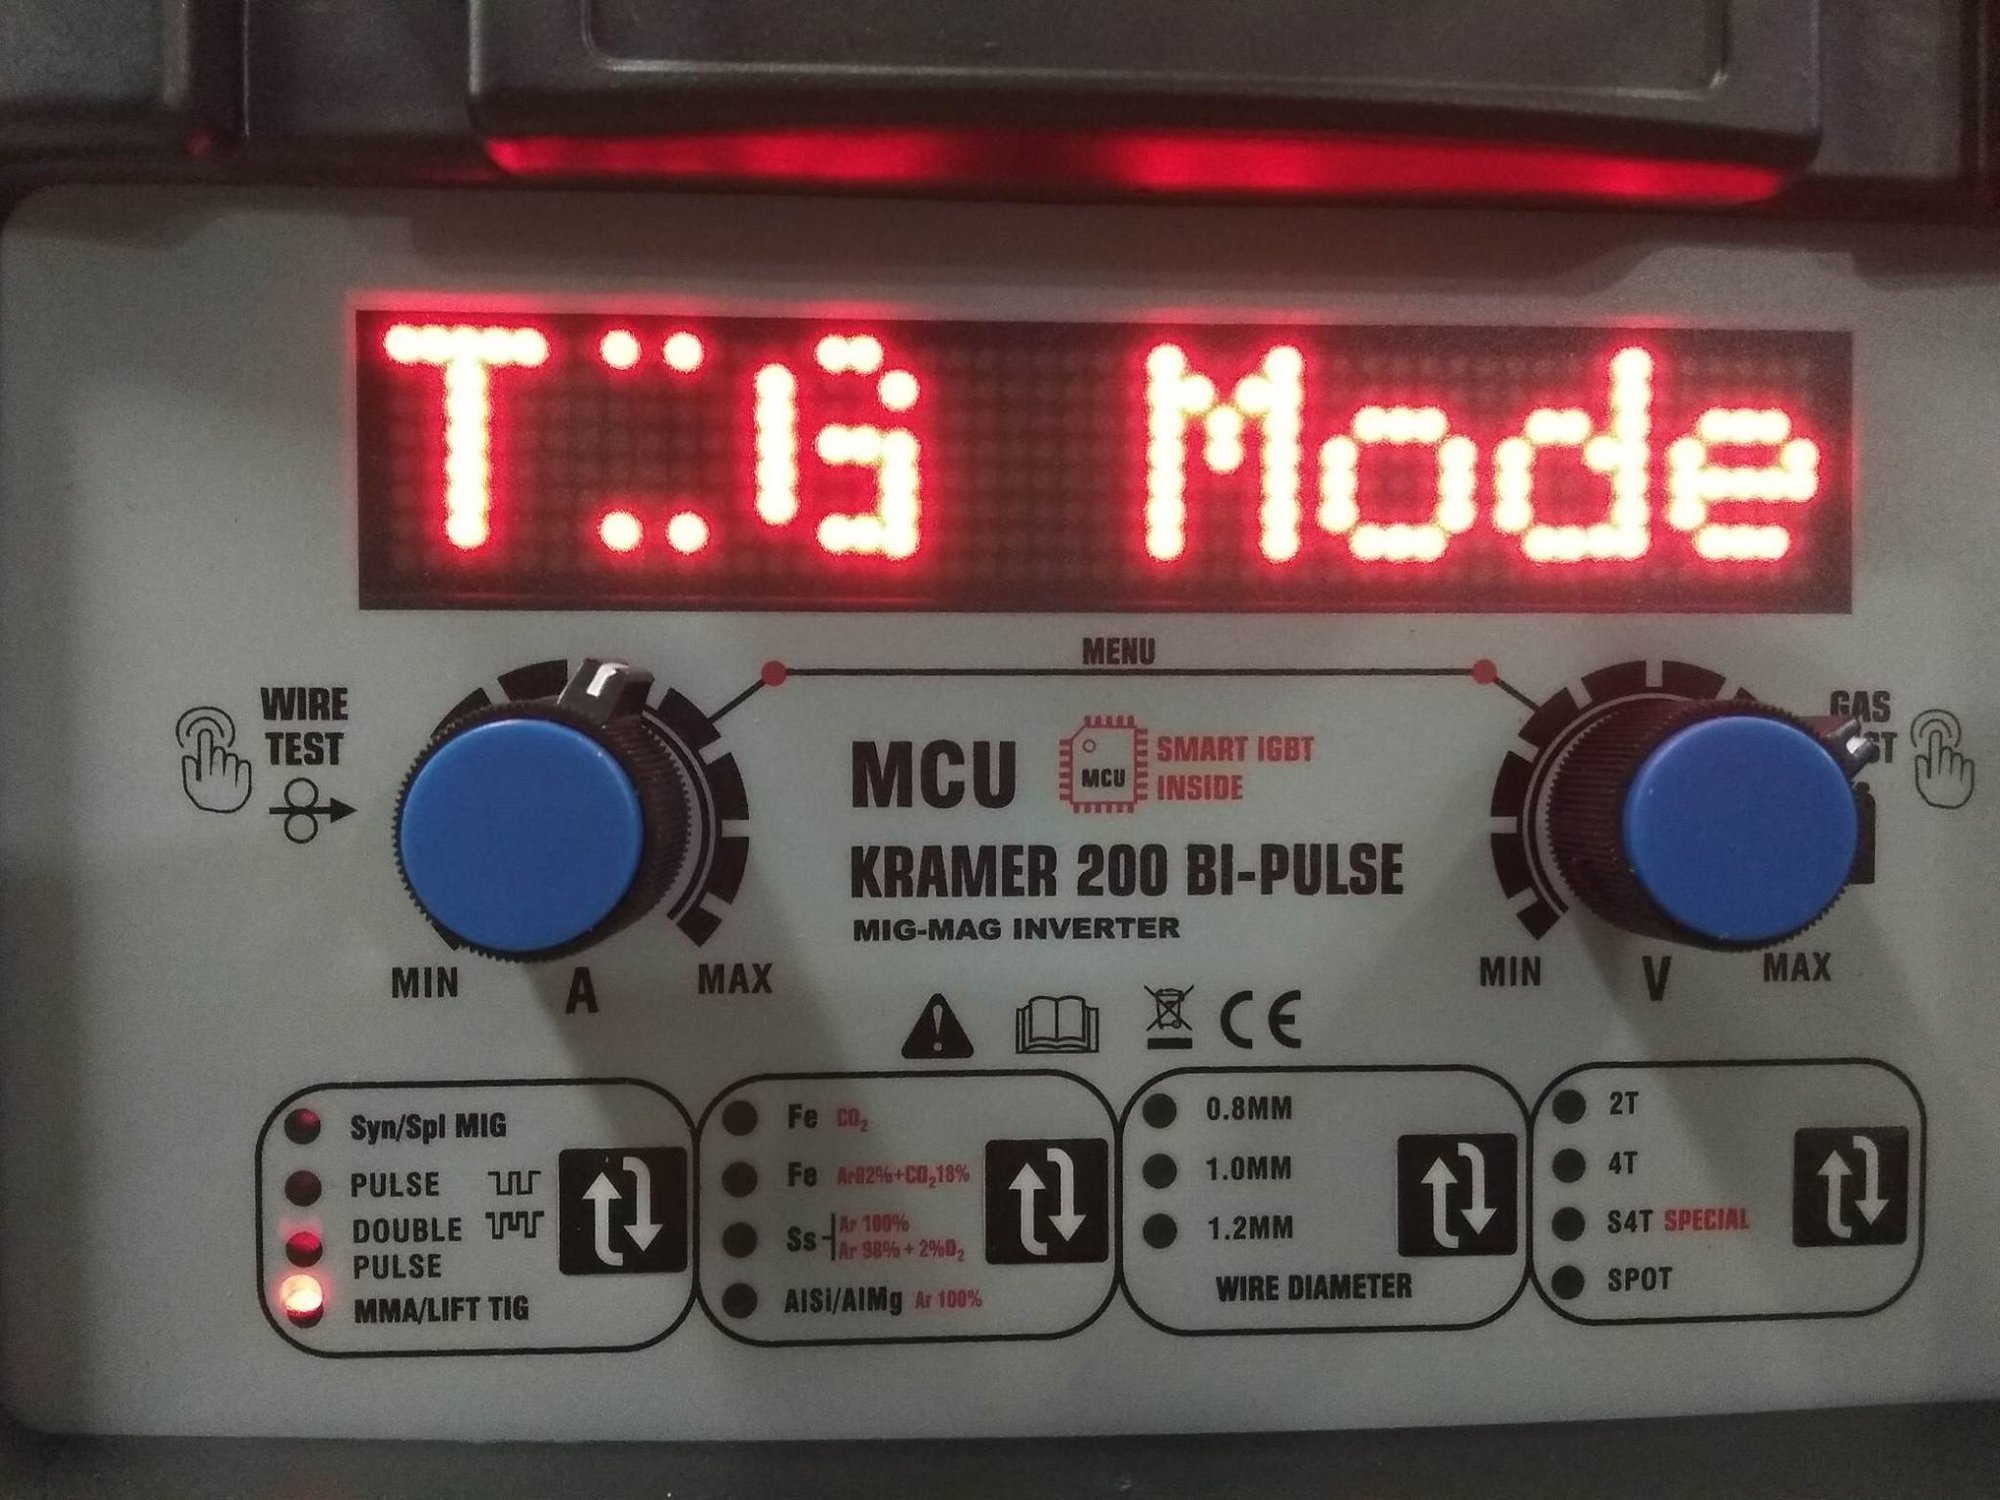 TIG Mode
MENU
WIRE
TEST
GAS
MCU
MCU
SMART IGBT
INSIDE
KRAMER 200 BI-PULSE
MIG-MAG INVERTER
MIN A MAX
MIN V MAX
CE
Syn/Spl MIG
PULSE
DOUBLE
PULSE
MMA/LIFT TIG
Fe CO₂
Fe Ar82%+CO₂18%
Ss Ar 100%
Ar 98% + 2%O₂
AlSi/AlMg Ar 100%
0.8MM
1.0MM
1.2MM
WIRE DIAMETER
2T
4T
S4T SPECIAL
SPOT